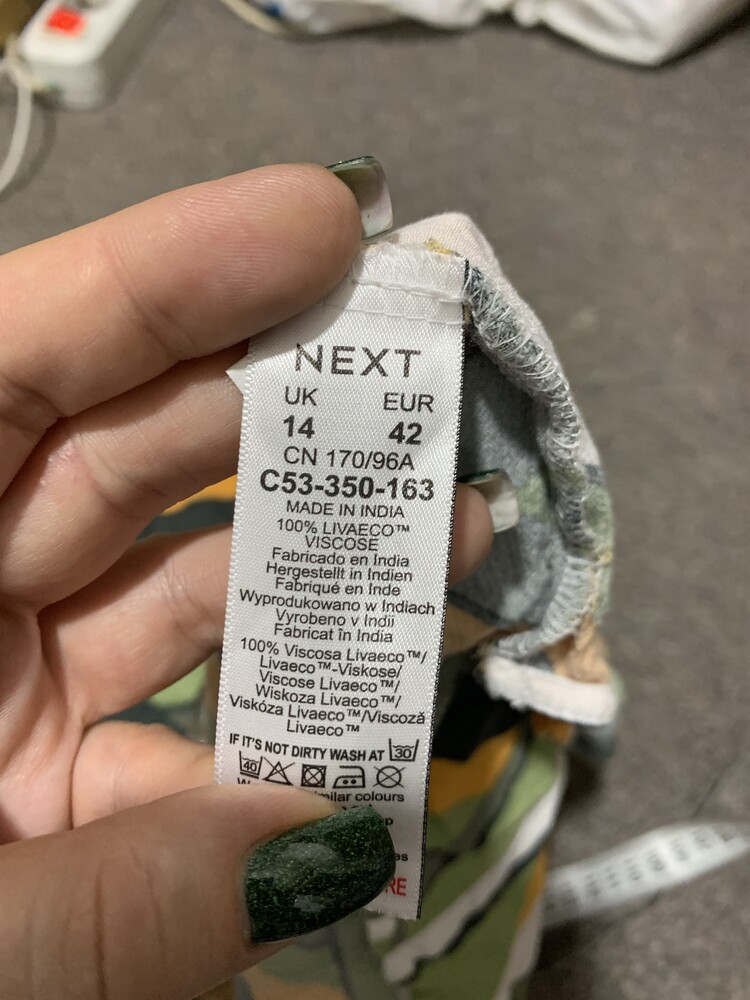 NEXT
UK EUR
14 42
CN 170/96A
C53-350-163
MADE IN INDIA
100% LIVAECO™
VISCOSE
Fabricado en India
Hergestellt in Indien
Fabriqué en Inde
Wyprodukowano w Indiach
Vyrobeno v Indii
Fabricat în India
100% Viscosa Livaeco™/
Livaeco™-Viskose/
Viscose Livaeco™/
Wiskoza Livaeco™/
Viskóza Livaeco™/Viscoză
Livaeco™
IF IT'S NOT DIRTY WASH AT 30
40
colours